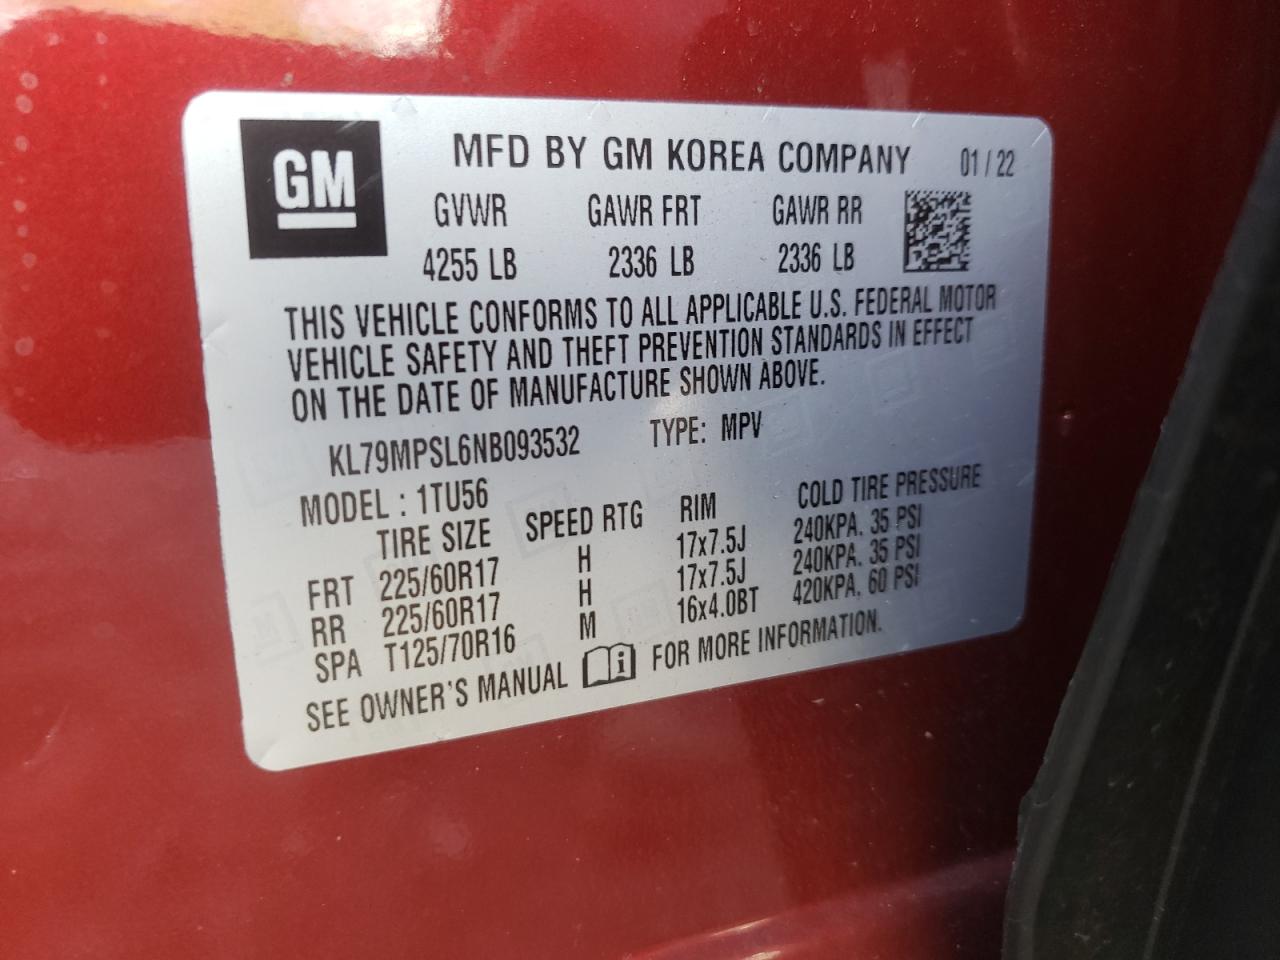 GM
MFD BY GM KOREA COMPANY 01 / 22
GVWR GAWR FRT GAWR RR
4255 LB 2336 LB 2336 LB
THIS VEHICLE CONFORMS TO ALL APPLICABLE U.S. FEDERAL MOTOR
VEHICLE SAFETY AND THEFT PREVENTION STANDARDS IN EFFECT
ON THE DATE OF MANUFACTURE SHOWN ABOVE.
KL79MPSL6NB093532 TYPE: MPV
MODEL : 1TU56
TIRE SIZE SPEED RTG RIM COLD TIRE PRESSURE
FRT 225/60R17 H 17x7.5J 240KPA. 35 PSI
RR 225/60R17 H 17x7.5J 240KPA. 35 PSI
SPA T125/70R16 M 16x4.0BT 420KPA. 60 PSI
SEE OWNER'S MANUAL FOR MORE INFORMATION.